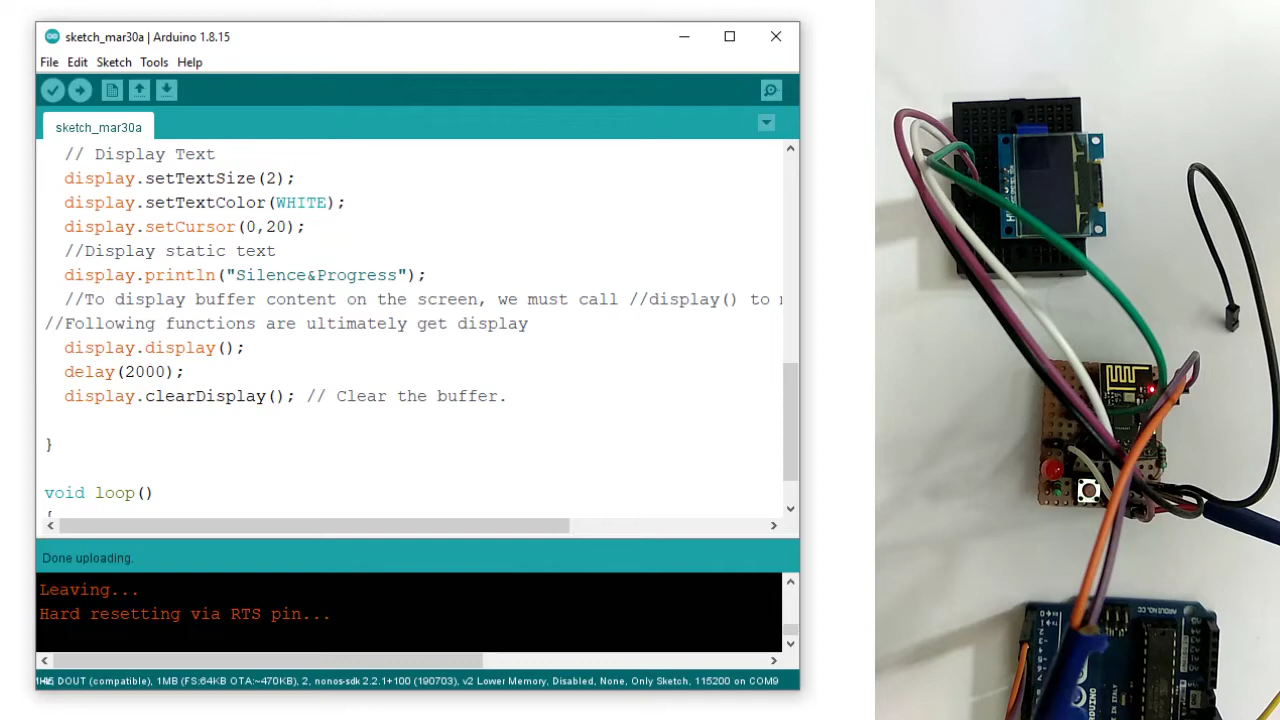 sketch_mar30a | Arduino 1.8.15
File Edit Sketch Tools Help
sketch_mar30a
// Display Text
display.setTextSize(2);
display.setTextColor(WHITE);
display.setCursor(0,20);
//Display static text
display.println("Silence&Progress");
//To display buffer content on the screen, we must call //display() to
//Following functions are ultimately get display
display.display();
delay(2000);
display.clearDisplay(); // Clear the buffer.
}
void loop()
{
Done uploading.
Leaving...
Hard resetting via RTS pin...
DOUT (compatible), 1MB (FS:64KB OTA:~470KB), 2, nonos-sdk 2.2.1+100 (190703), v2 Lower Memory, Disabled, None, Only Sketch, 115200 on COM9